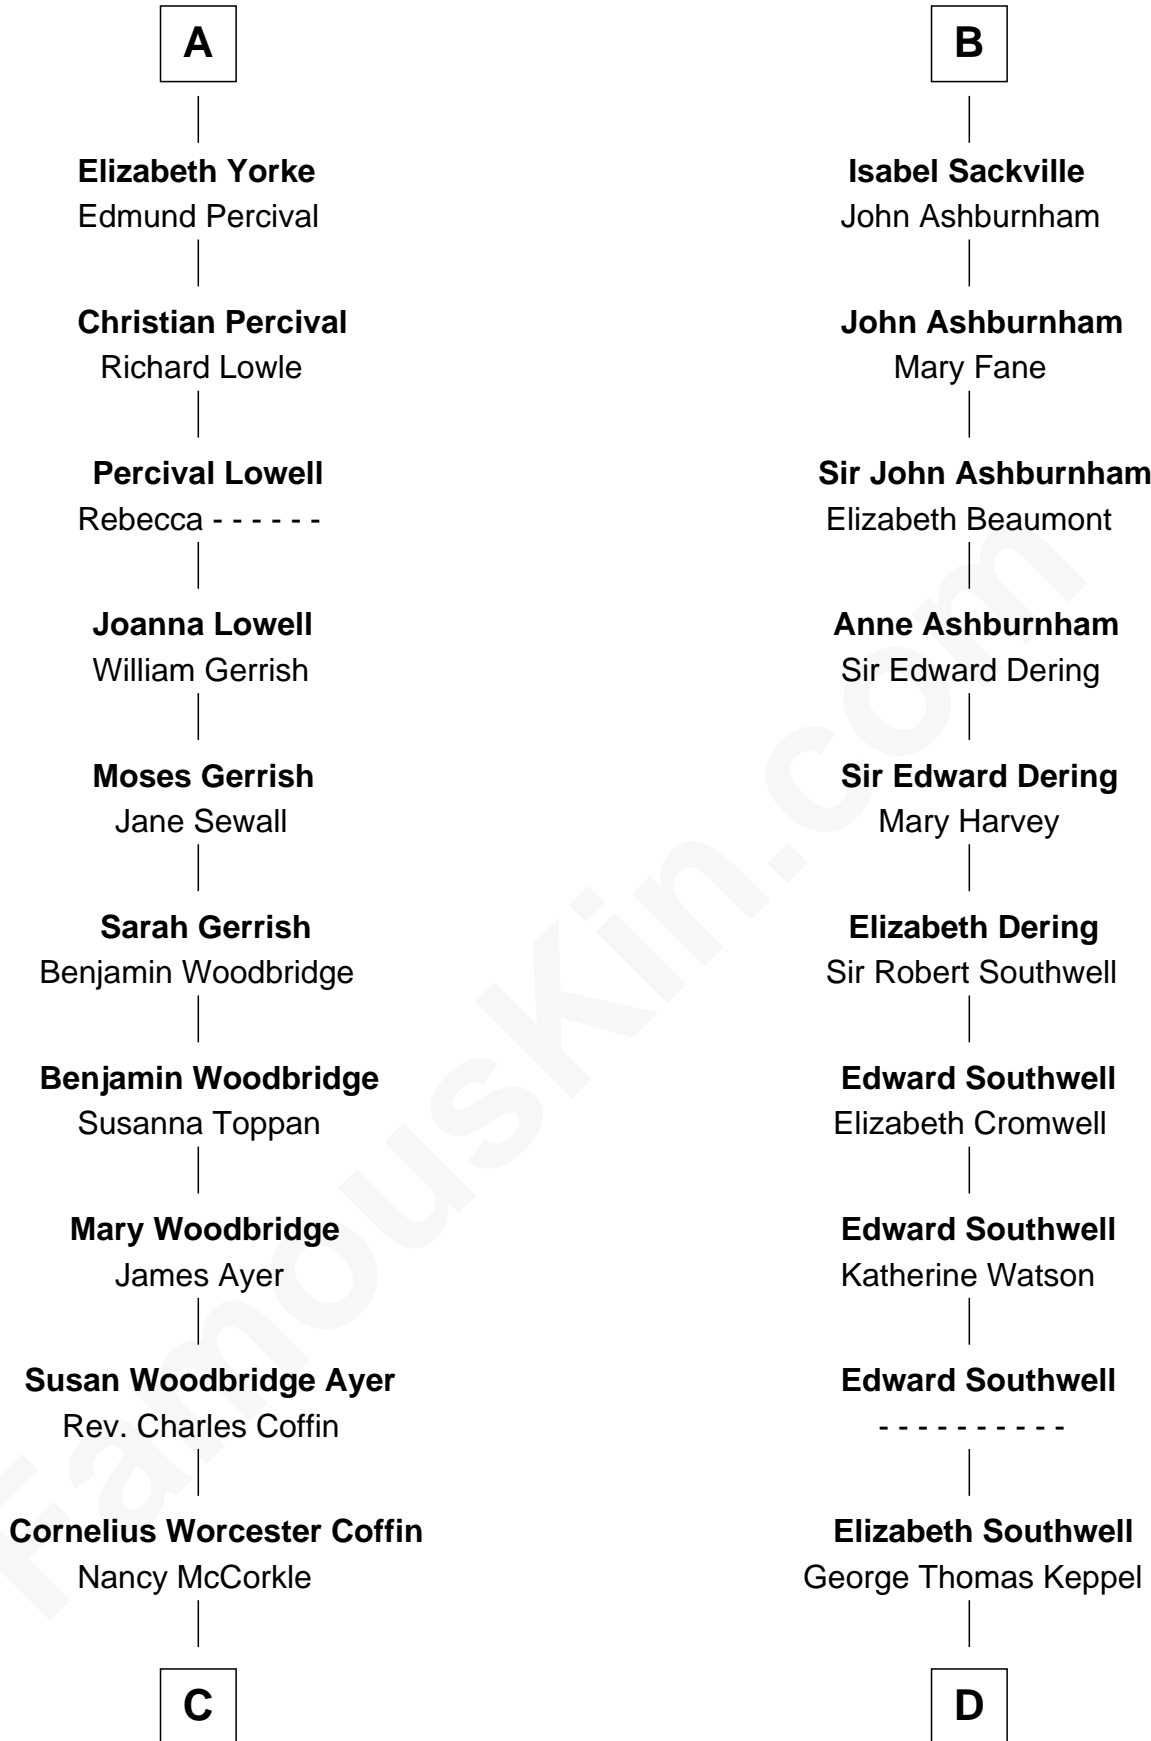 A
Elizabeth Yorke
Edmund Percival
Christian Percival
Richard Lowle
Percival Lowell
Rebecca - - - - - -
Joanna Lowell
William Gerrish
Moses Gerrish
Jane Sewall
Sarah Gerrish
Benjamin Woodbridge
Benjamin Woodbridge
Susanna Toppan
Mary Woodbridge
James Ayer
Susan Woodbridge Ayer
Rev. Charles Coffin
Cornelius Worcester Coffin
Nancy McCorkle
C
B
Isabel Sackville
John Ashburnham
John Ashburnham
Mary Fane
Sir John Ashburnham
Elizabeth Beaumont
Anne Ashburnham
Sir Edward Dering
Sir Edward Dering
Mary Harvey
Elizabeth Dering
Sir Robert Southwell
Edward Southwell
Elizabeth Cromwell
Edward Southwell
Katherine Watson
Edward Southwell
- - - - - - - - - -
Elizabeth Southwell
George Thomas Keppel
D
FamousKin.com